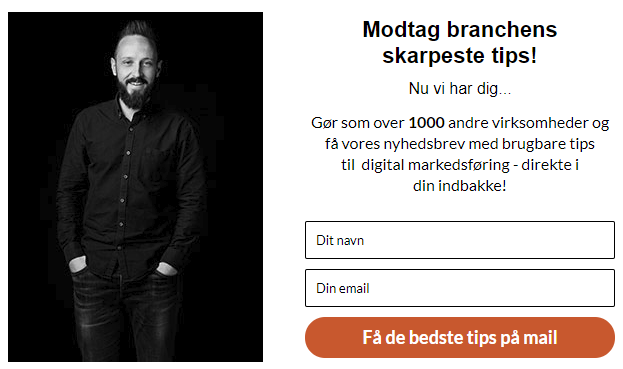 Modtag branchens
skarpeste tips!
Nu vi har dig...
Gør som over 1000 andre virksomheder og
få vores nyhedsbrev med brugbare tips
til digital markedsføring - direkte i
din indbakke!
Dit navn
Din email
Få de bedste tips på mail